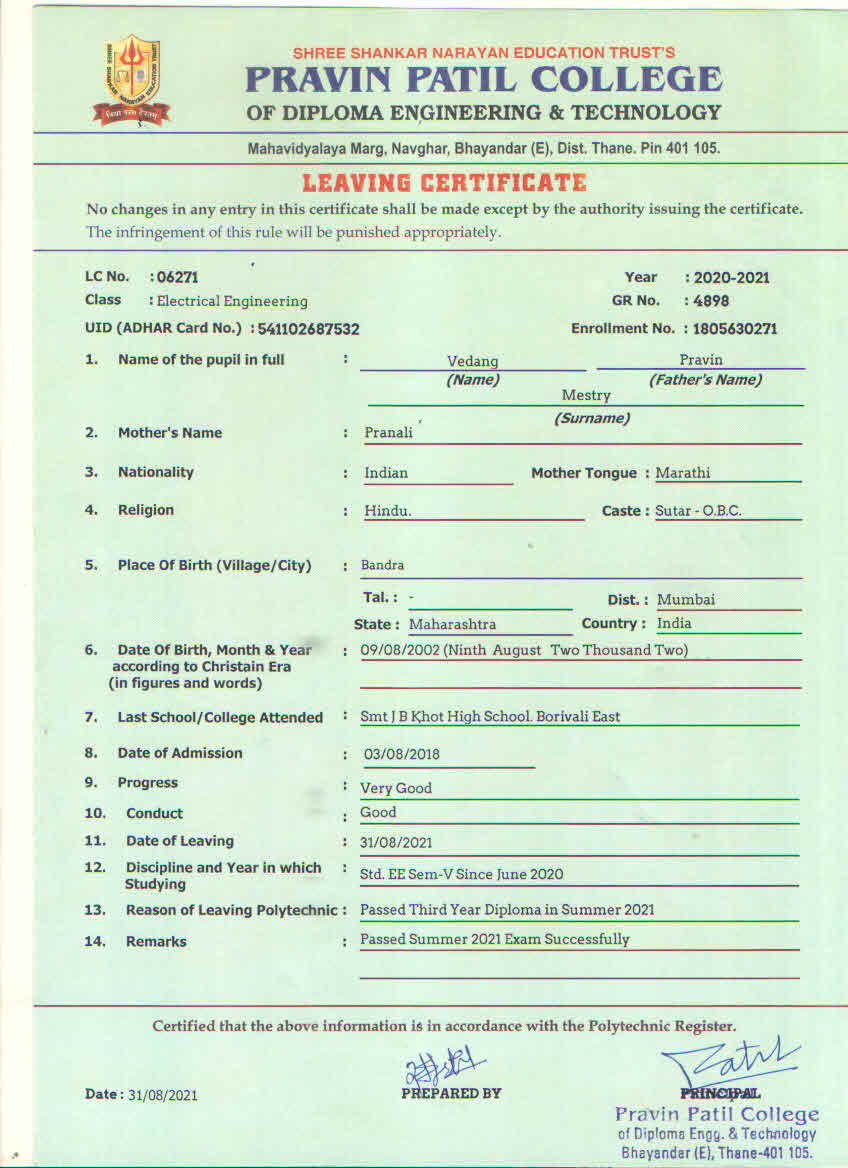 SHREE SHANKAR NARAYAN EDUCATION TRUST'S
PRAVIN PATIL COLLEGE
OF DIPLOMA ENGINEERING & TECHNOLOGY
SHREE SHANKAR NARAYAN EDUCATION TRUST
Mahavidyalaya Marg, Navghar, Bhayandar (E), Dist. Thane. Pin 401 105.
LEAVING CERTIFICATE
No changes in any entry in this certificate shall be made except by the authority issuing the certificate.
The infringement of this rule will be punished appropriately.
LC No. : 06271 Year : 2020-2021
Class : Electrical Engineering GR No. : 4898
UID (ADHAR Card No.) : 541102687532 Enrollment No. : 1805630271
1. Name of the pupil in full : Vedang Pravin
(Name) (Father's Name)
Mestry
(Surname)
2. Mother's Name : Pranali
3. Nationality : Indian Mother Tongue : Marathi
4. Religion : Hindu. Caste : Sutar - O.B.C.
5. Place Of Birth (Village/City) : Bandra
Tal. : - Dist. : Mumbai
State : Maharashtra Country : India
6. Date Of Birth, Month & Year : 09/08/2002 (Ninth August Two Thousand Two)
according to Christain Era
(in figures and words)
7. Last School/College Attended : Smt J B Khot High School. Borivali East
8. Date of Admission : 03/08/2018
9. Progress : Very Good
10. Conduct : Good
11. Date of Leaving : 31/08/2021
12. Discipline and Year in which : Std. EE Sem-V Since June 2020
Studying
13. Reason of Leaving Polytechnic : Passed Third Year Diploma in Summer 2021
14. Remarks : Passed Summer 2021 Exam Successfully
Certified that the above information is in accordance with the Polytechnic Register.
Date : 31/08/2021 PREPARED BY PRINCIPAL
Pravin Patil College
of Diploma Engg. & Technology
Bhayandar (E), Thane-401 105.